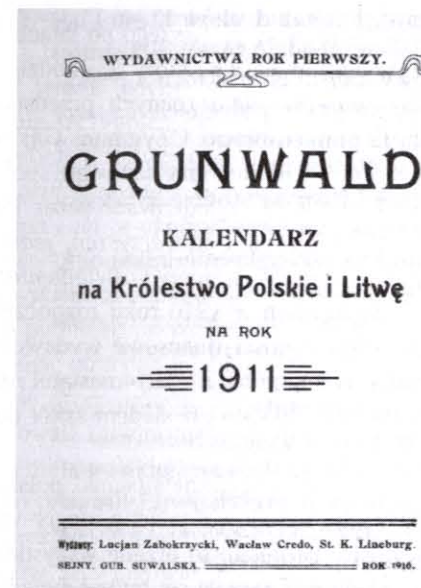 WYDAWNICTWA ROK PIERWSZY.
GRUNWALD
KALENDARZ
na Królestwo Polskie i Litwę
NA ROK
1911
Wydawcy: Lucjan Zabokrzycki, Wacław Credo, St. K. Lineburg.
SEJNY. GUB. SUWALSKA. ROK 1910.